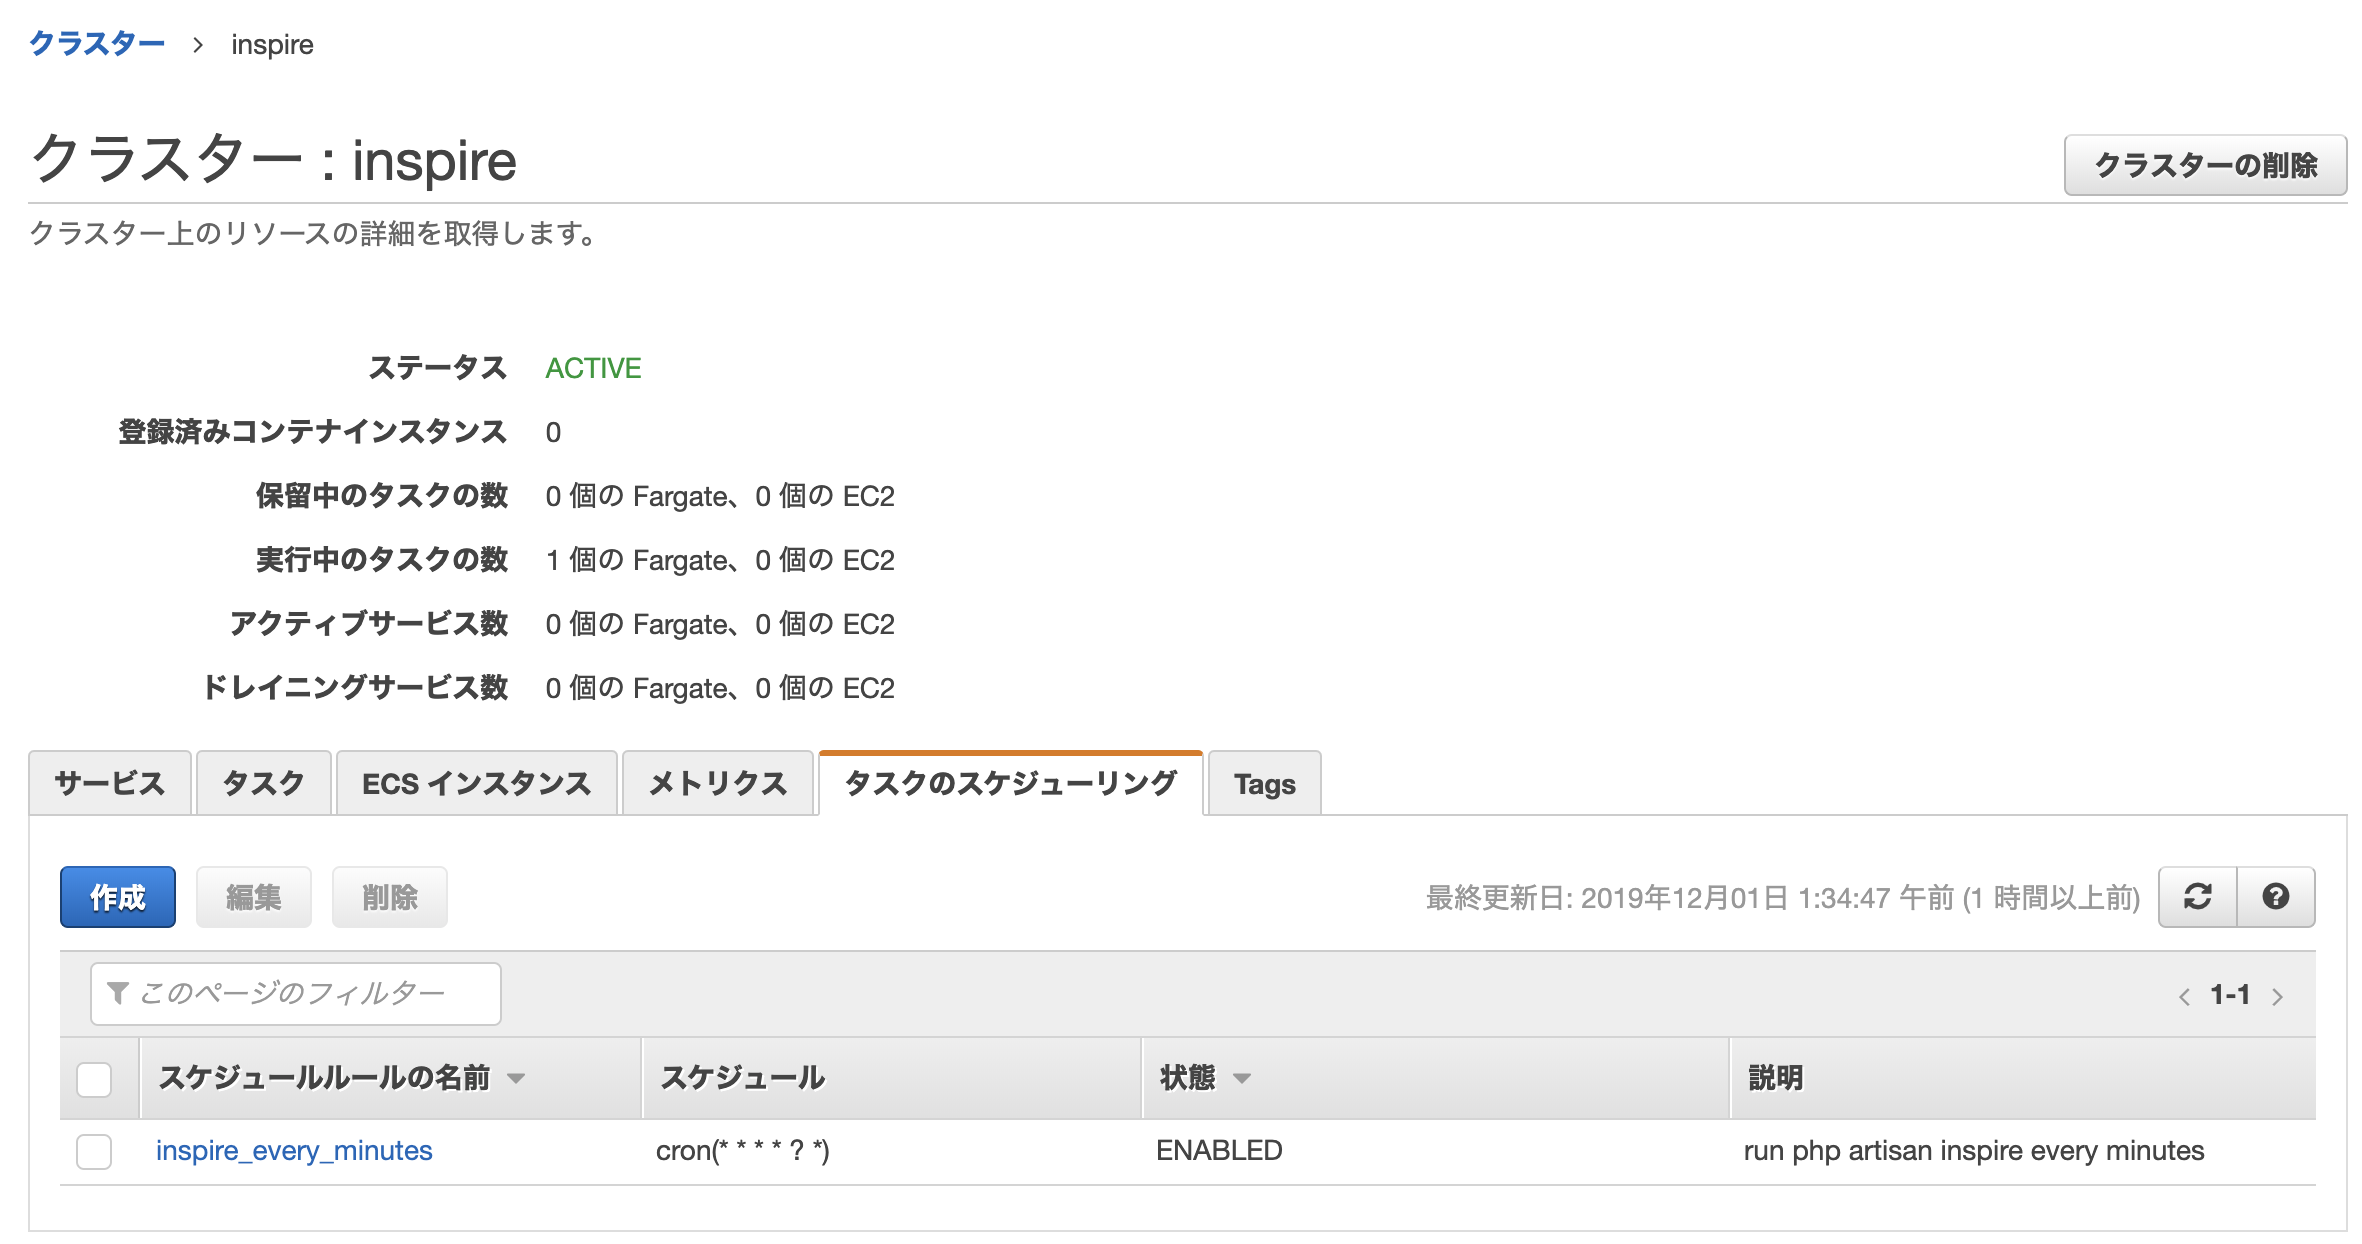 クラスター > inspire
クラスター : inspire
クラスターの削除
クラスター上のリソースの詳細を取得します。
ステータス ACTIVE
登録済みコンテナインスタンス 0
保留中のタスクの数 0 個の Fargate、0 個の EC2
実行中のタスクの数 1 個の Fargate、0 個の EC2
アクティブサービス数 0 個の Fargate、0 個の EC2
ドレイニングサービス数 0 個の Fargate、0 個の EC2
サービス タスク ECS インスタンス メトリクス タスクのスケジューリング Tags
作成 編集 削除 最終更新日: 2019年12月01日 1:34:47 午前 (1 時間以上前)
このページのフィルター < 1-1 >
スケジュールルールの名前 スケジュール 状態 説明
inspire_every_minutes cron(* * * * ? *) ENABLED run php artisan inspire every minutes